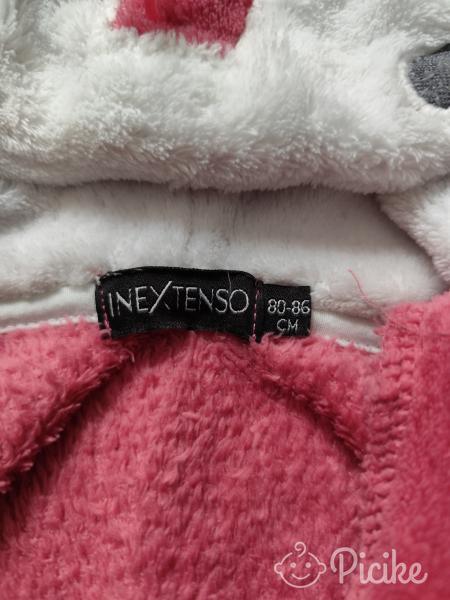 INEXTENSO
80-86
CM
Picike